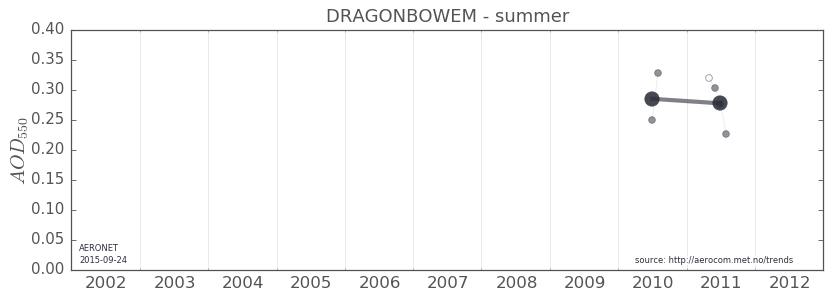 DRAGONBOWEM - summer
0.40
0.35
0.30
0.25
0.20
0.15
0.10
0.05
0.00
AOD550
AERONET
2015-09-24
source: http://aerocom.met.no/trends
2002 2003 2004 2005 2006 2007 2008 2009 2010 2011 2012